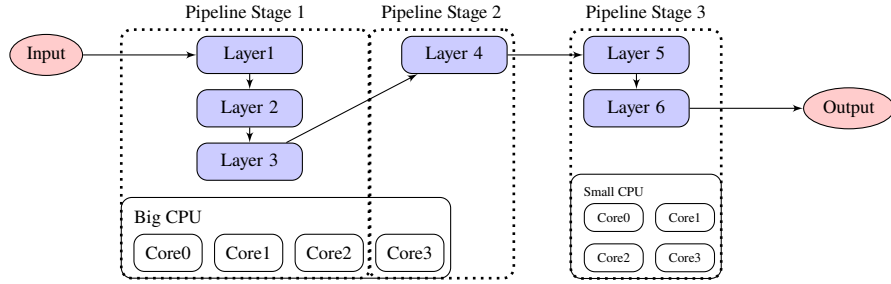 Pipeline Stage 1
Pipeline Stage 2
Pipeline Stage 3
Input
Layer1
Layer 2
Layer 3
Layer 4
Layer 5
Layer 6
Output
Big CPU
Core0
Core1
Core2
Core3
Small CPU
Core0
Core1
Core2
Core3